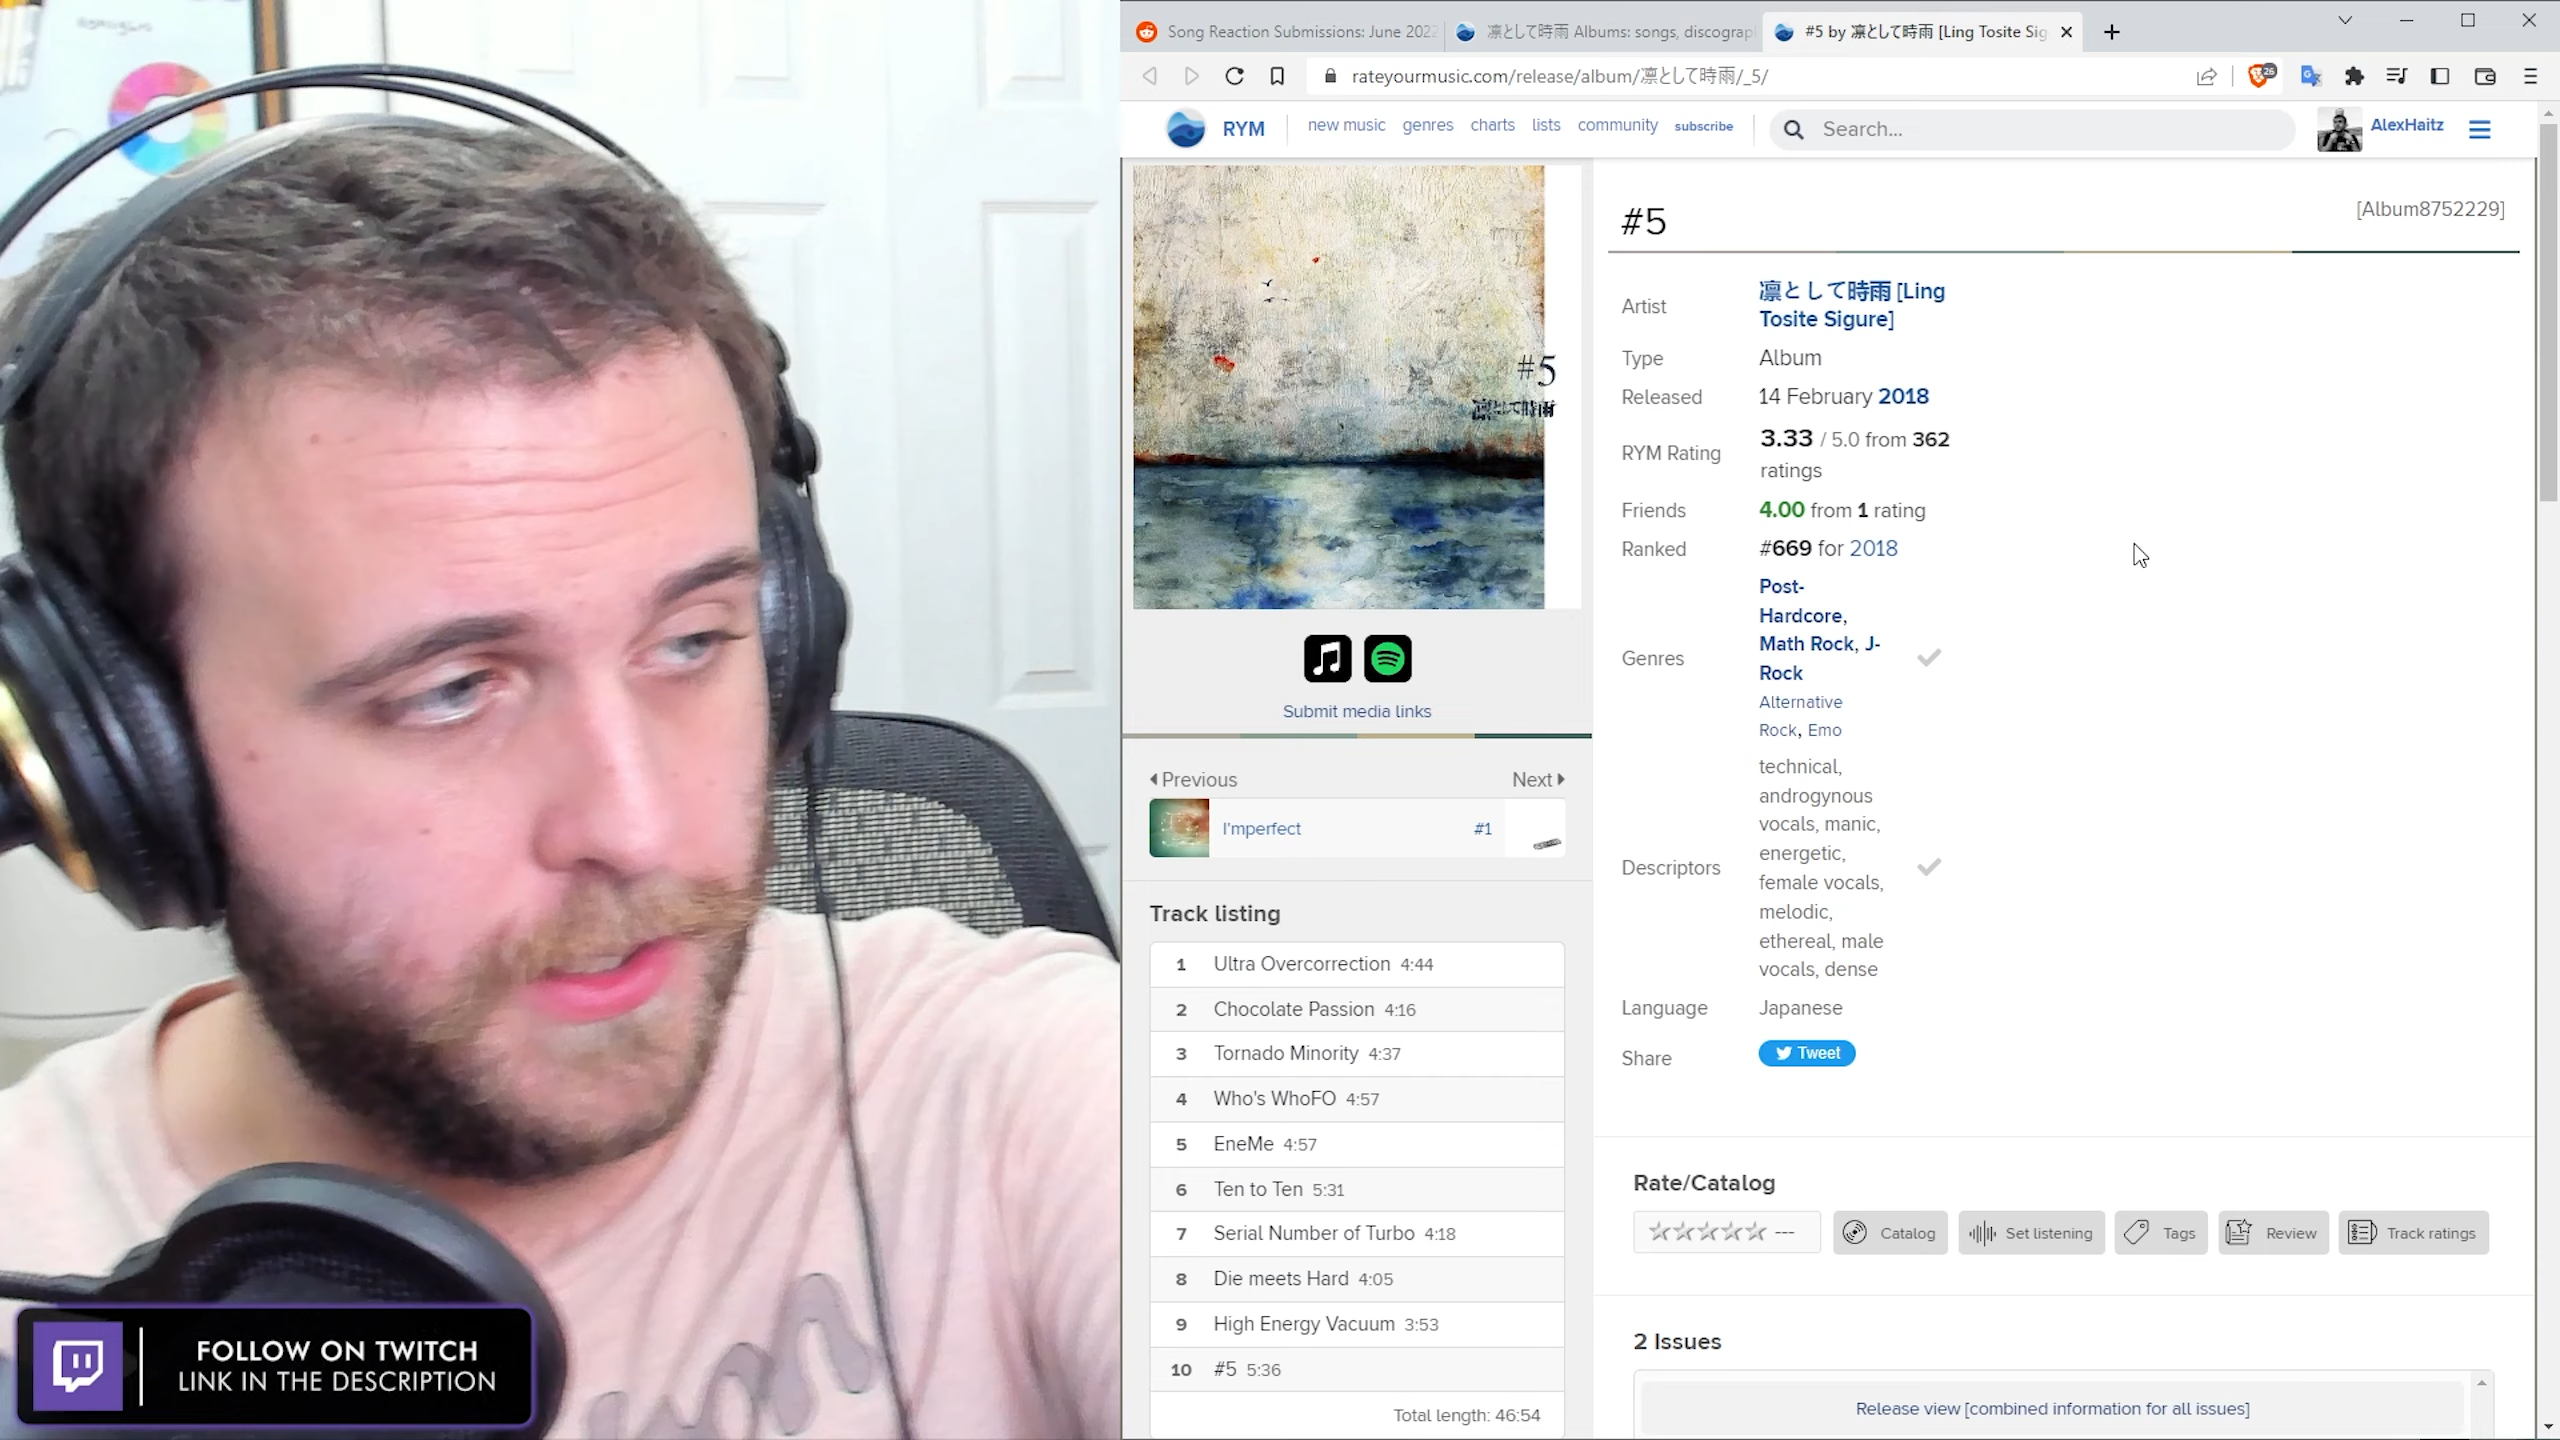 Song Reaction Submissions: June 2022
凛として時雨 Albums: songs, discograp
#5 by 凛として時雨 [Ling Tosite Sig
rateyourmusic.com/release/album/凛として時雨/_5/
26
RYM
new music
genres
charts
lists
community
subscribe
Search...
AlexHaitz
#5
凛として時雨
Submit media links
Previous
Next
I'mperfect
#1
Track listing
1 Ultra Overcorrection 4:44
2 Chocolate Passion 4:16
3 Tornado Minority 4:37
4 Who's WhoFO 4:57
5 EneMe 4:57
6 Ten to Ten 5:31
7 Serial Number of Turbo 4:18
8 Die meets Hard 4:05
9 High Energy Vacuum 3:53
10 #5 5:36
Total length: 46:54
#5
[Album8752229]
Artist
凛として時雨 [Ling
Tosite Sigure]
Type
Album
Released
14 February 2018
RYM Rating
3.33 / 5.0 from 362
ratings
Friends
4.00 from 1 rating
Ranked
#669 for 2018
Genres
Post-
Hardcore,
Math Rock, J-
Rock
Alternative
Rock, Emo
Descriptors
technical,
androgynous
vocals, manic,
energetic,
female vocals,
melodic,
ethereal, male
vocals, dense
Language
Japanese
Share
Tweet
Rate/Catalog
---
Catalog
Set listening
Tags
Review
Track ratings
2 Issues
Release view [combined information for all issues]
FOLLOW ON TWITCH
LINK IN THE DESCRIPTION